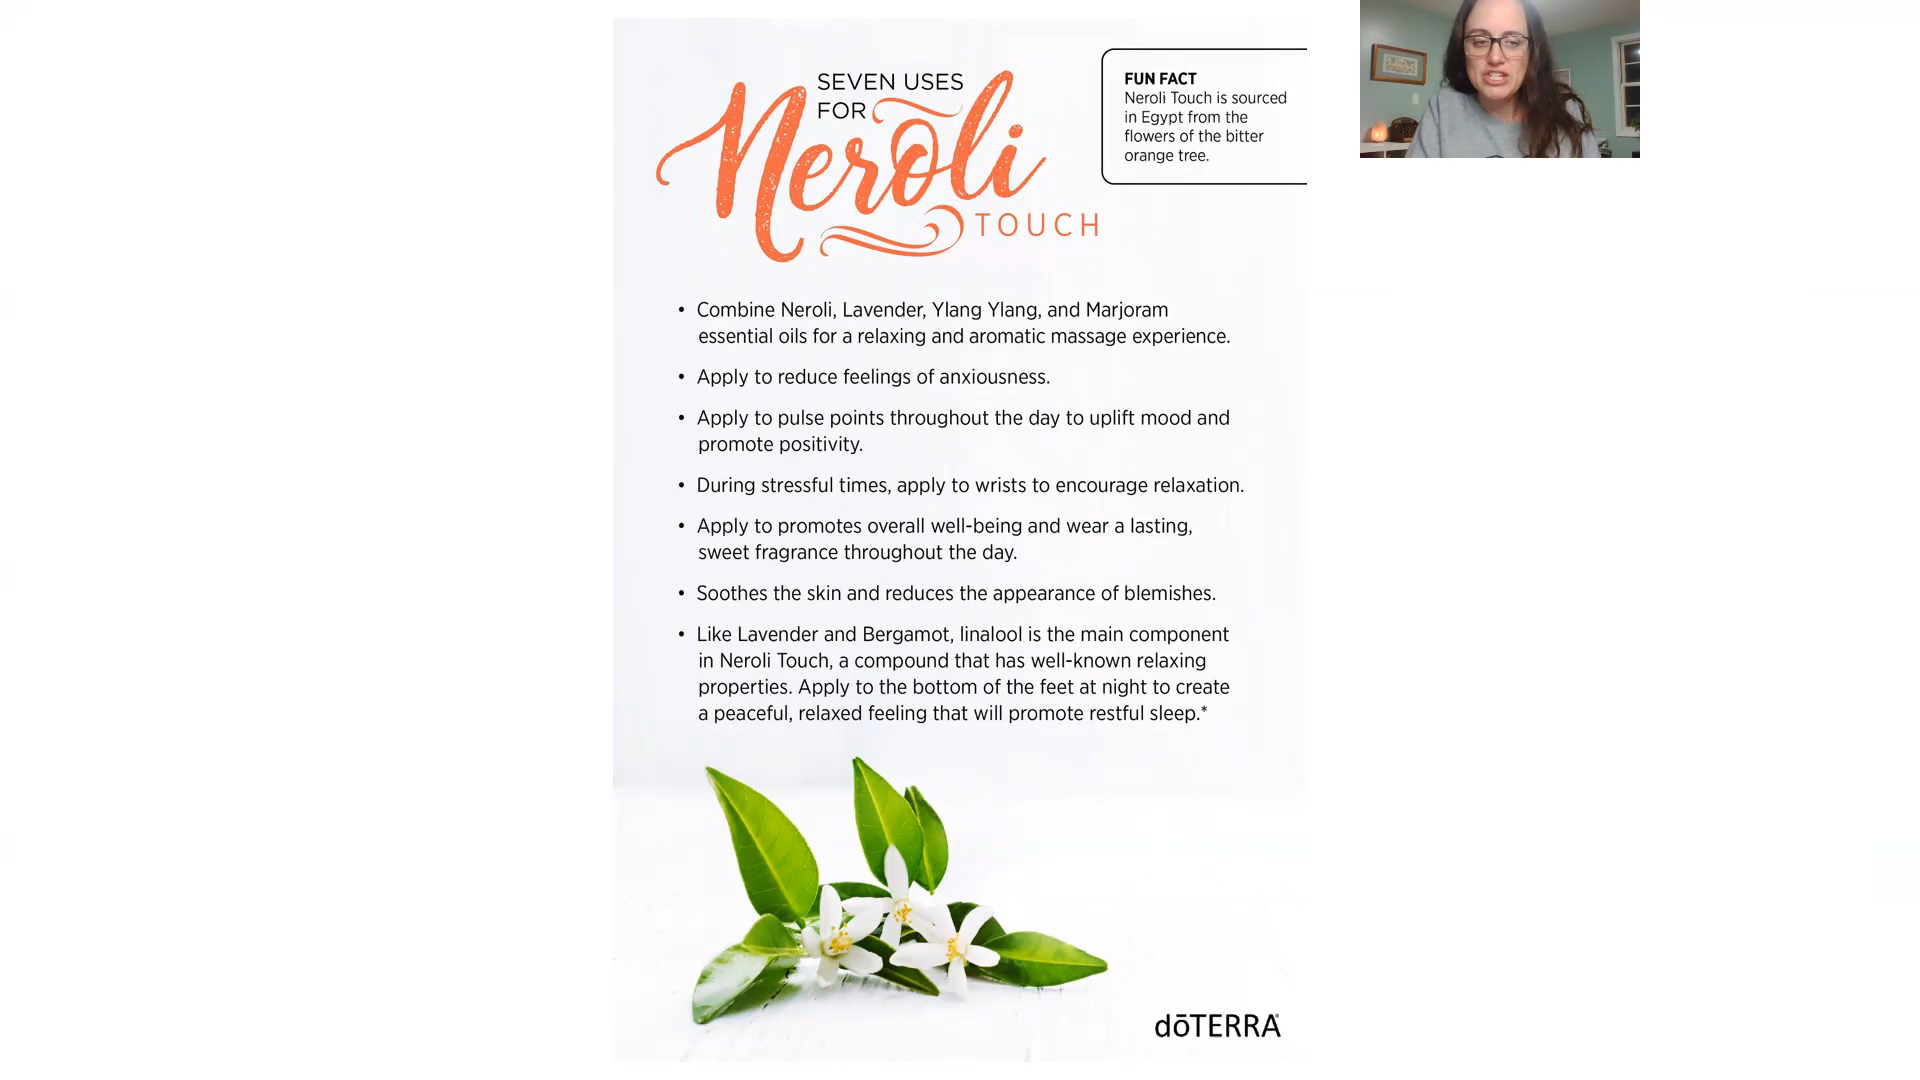 SEVEN USES
FOR
Neroli
TOUCH
FUN FACT
Neroli Touch is sourced
in Egypt from the
flowers of the bitter
orange tree.
• Combine Neroli, Lavender, Ylang Ylang, and Marjoram
essential oils for a relaxing and aromatic massage experience.
• Apply to reduce feelings of anxiousness.
• Apply to pulse points throughout the day to uplift mood and
promote positivity.
• During stressful times, apply to wrists to encourage relaxation.
• Apply to promotes overall well-being and wear a lasting,
sweet fragrance throughout the day.
• Soothes the skin and reduces the appearance of blemishes.
• Like Lavender and Bergamot, linalool is the main component
in Neroli Touch, a compound that has well-known relaxing
properties. Apply to the bottom of the feet at night to create
a peaceful, relaxed feeling that will promote restful sleep.*
dōTERRA®